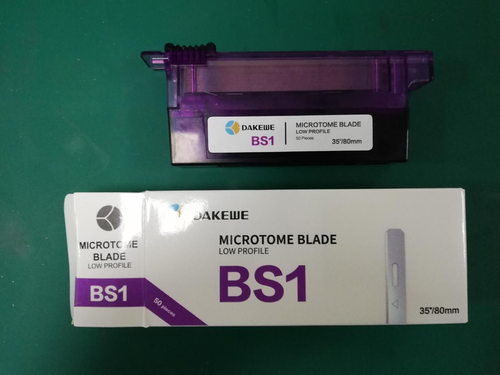 DAKEWE
BS1
MICROTOME BLADE
LOW PROFILE
50 Pieces
35°/80mm
MICROTOME
BLADE
LOW PROFILE
BS1
50 pieces
DAKEWE
MICROTOME BLADE
LOW PROFILE
BS1
35°/80mm